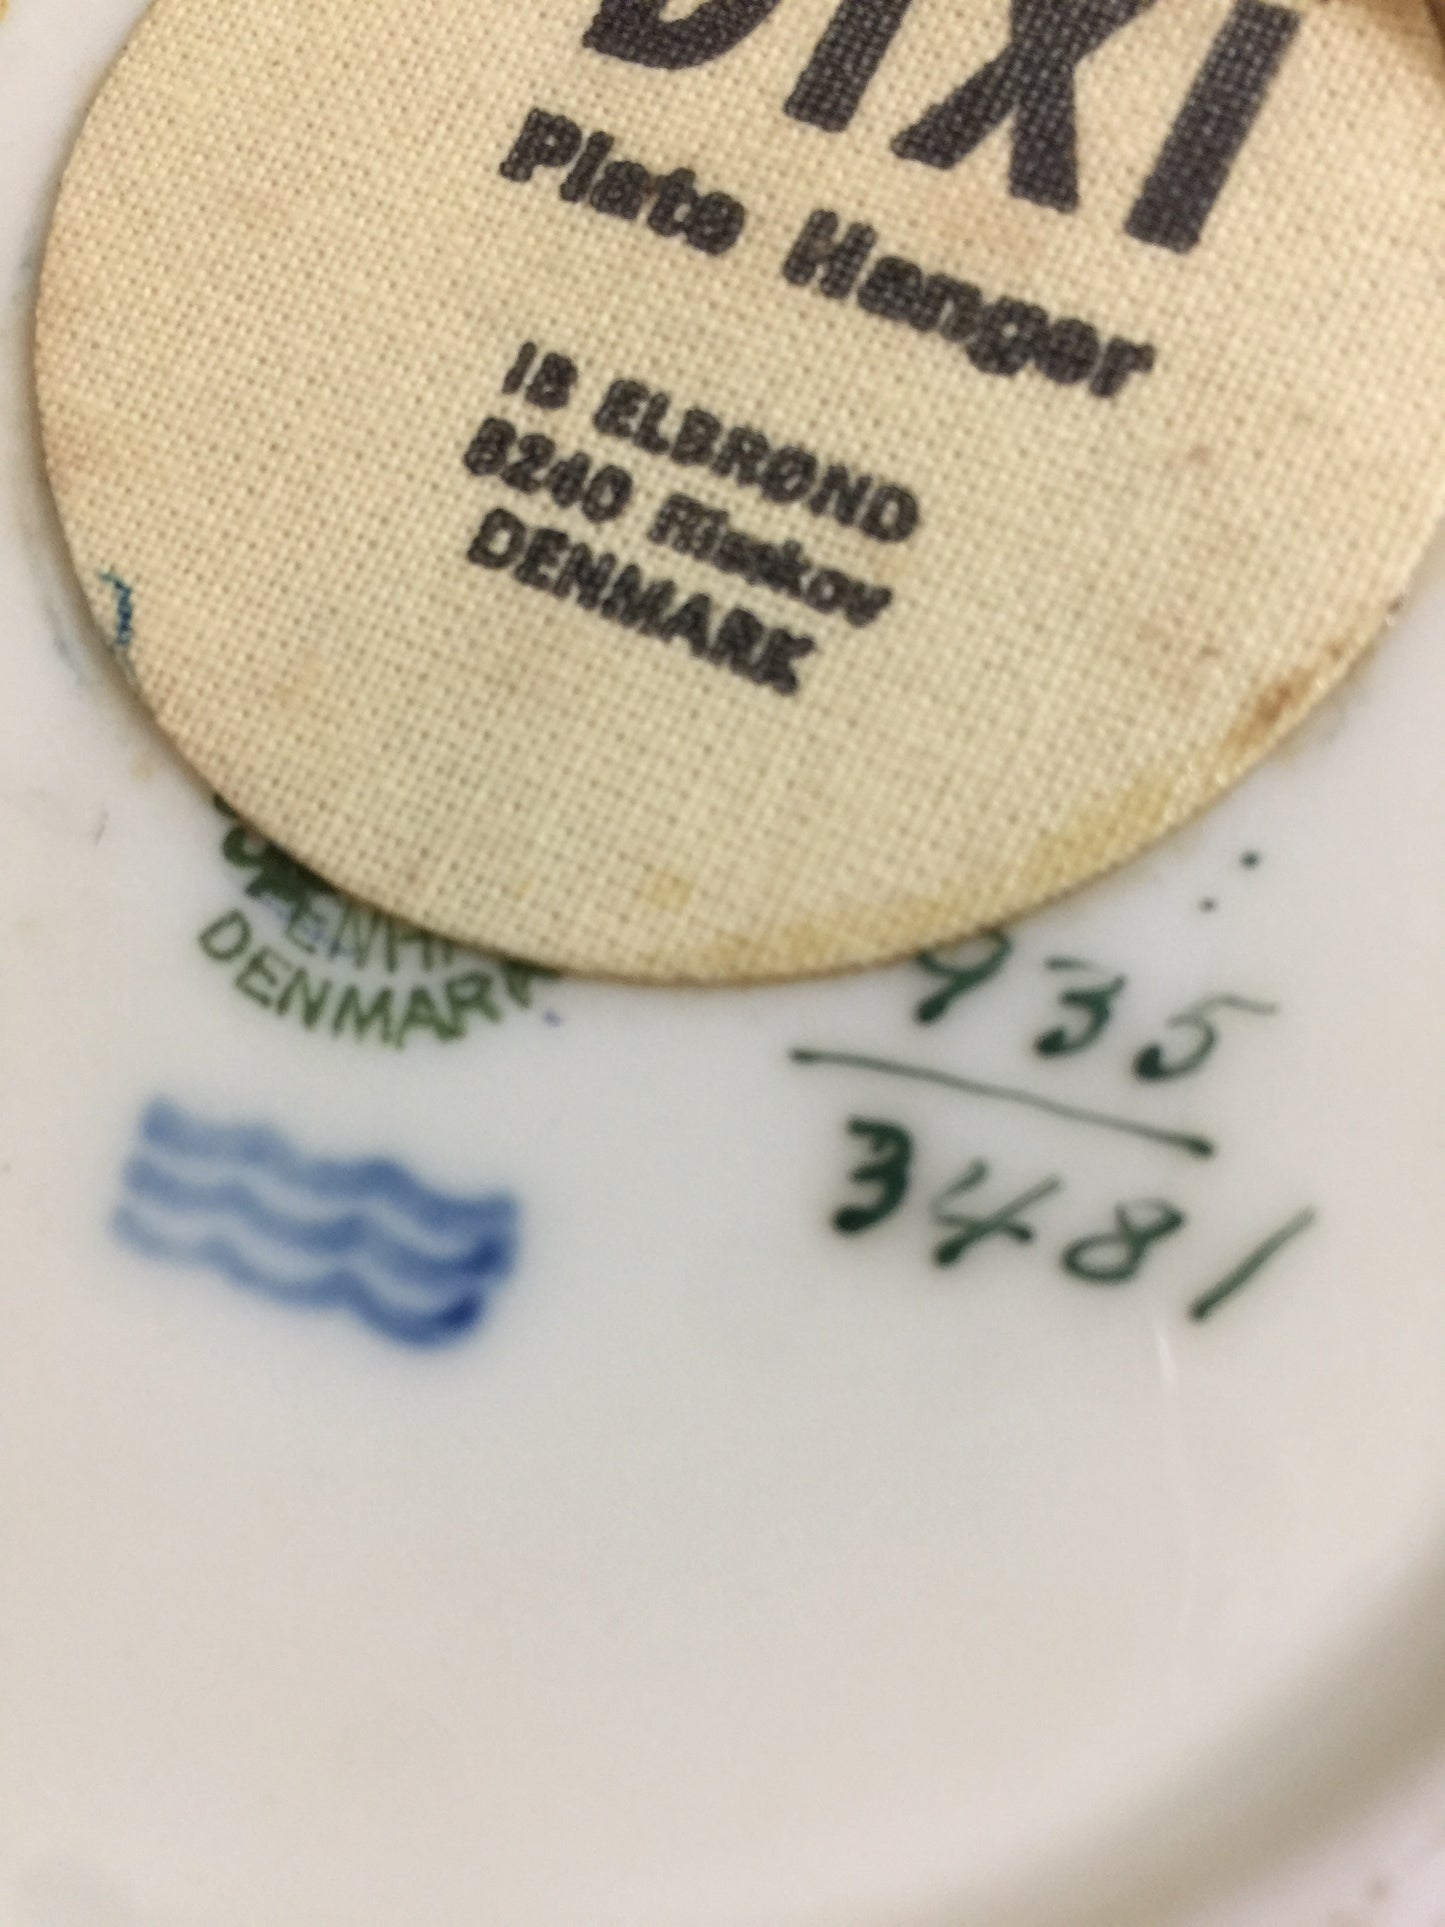 DIXI
Plate Hanger
IB ELBRØND
8240 Risskov
DENMARK
DENMARK
935
3481